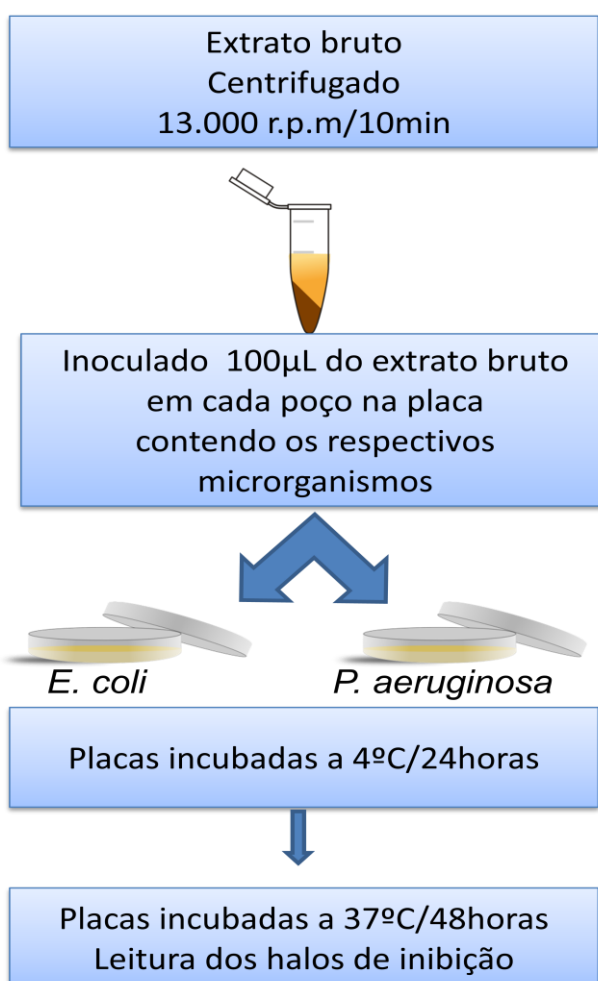 Extrato bruto
Centrifugado
13.000 r.p.m/10min
Inoculado 100µL do extrato bruto
em cada poço na placa
contendo os respectivos
microrganismos
E. coli
P. aeruginosa
Placas incubadas a 4ºC/24horas
Placas incubadas a 37ºC/48horas
Leitura dos halos de inibição